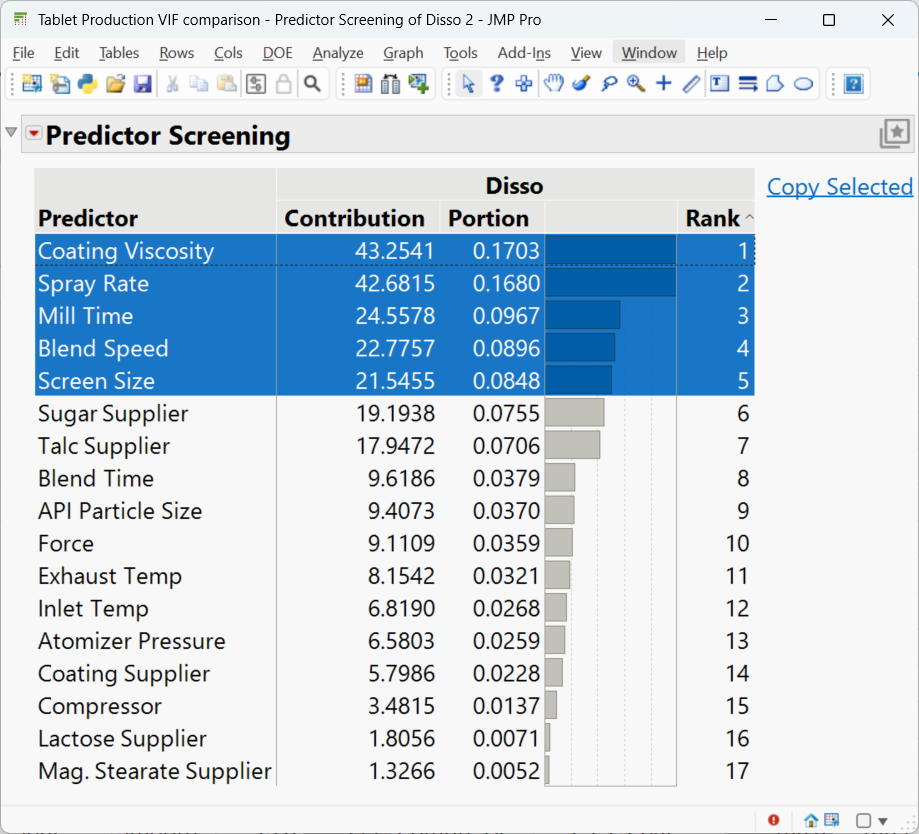 Tablet Production VIF comparison - Predictor Screening of Disso 2 - JMP Pro
File Edit Tables Rows Cols DOE Analyze Graph Tools Add-Ins View Window Help
Predictor Screening
Disso
Copy Selected
Predictor Contribution Portion Rank
Coating Viscosity 43.2541 0.1703 1
Spray Rate 42.6815 0.1680 2
Mill Time 24.5578 0.0967 3
Blend Speed 22.7757 0.0896 4
Screen Size 21.5455 0.0848 5
Sugar Supplier 19.1938 0.0755 6
Talc Supplier 17.9472 0.0706 7
Blend Time 9.6186 0.0379 8
API Particle Size 9.4073 0.0370 9
Force 9.1109 0.0359 10
Exhaust Temp 8.1542 0.0321 11
Inlet Temp 6.8190 0.0268 12
Atomizer Pressure 6.5803 0.0259 13
Coating Supplier 5.7986 0.0228 14
Compressor 3.4815 0.0137 15
Lactose Supplier 1.8056 0.0071 16
Mag. Stearate Supplier 1.3266 0.0052 17